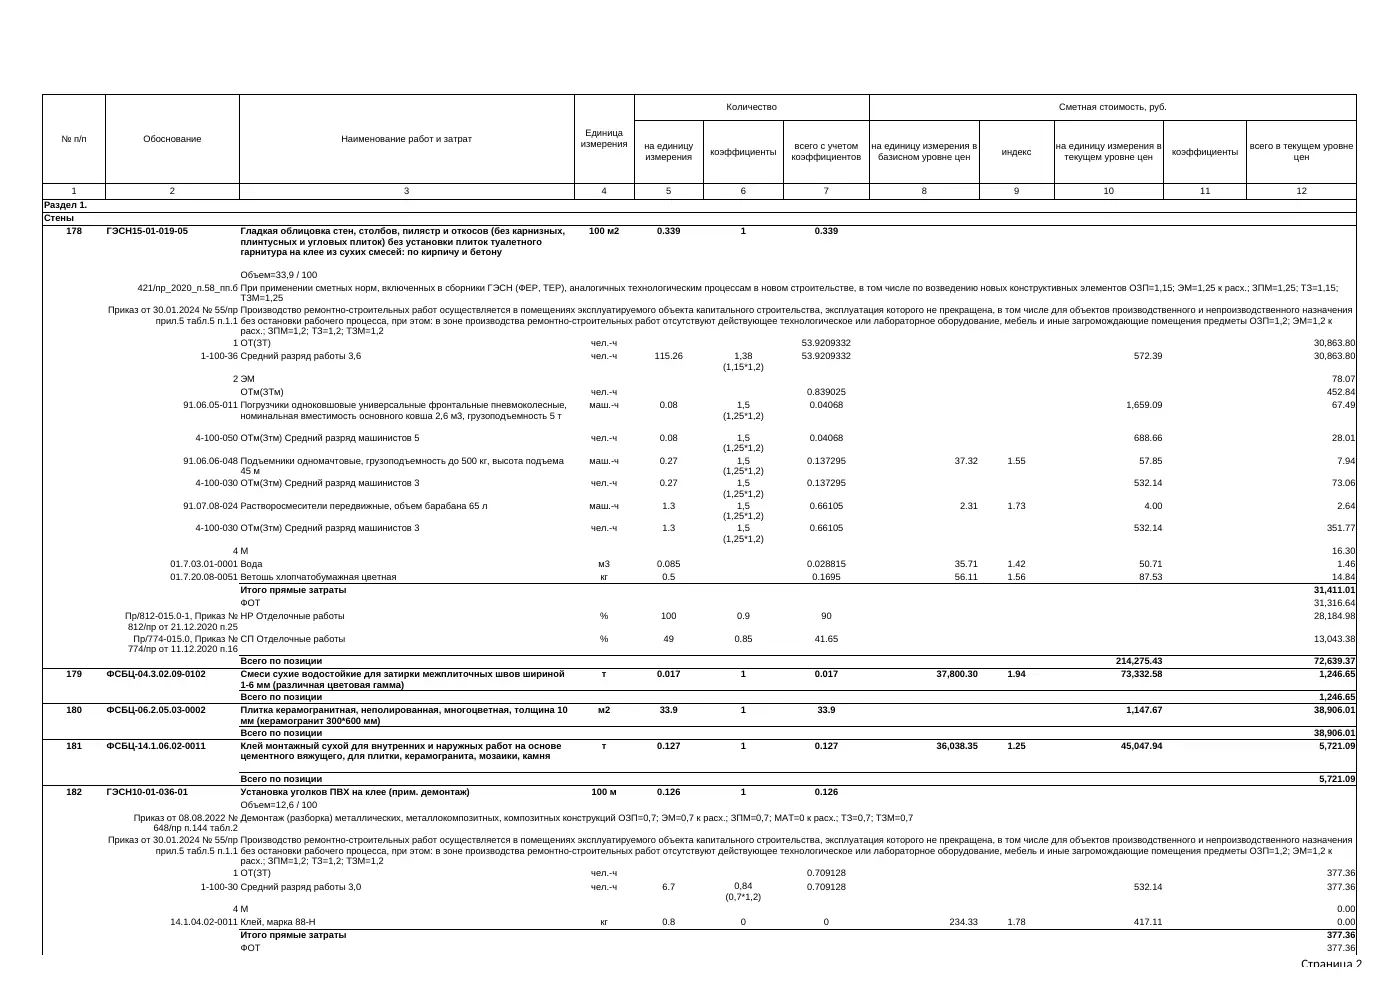 № п/п Обоснование Наименование работ и затрат Единица измерения Количество Сметная стоимость, руб.
на единицу измерения коэффициенты всего с учетом коэффициентов на единицу измерения в базисном уровне цен индекс на единицу измерения в текущем уровне цен коэффициенты всего в текущем уровне цен
1 2 3 4 5 6 7 8 9 10 11 12
Раздел 1.
Стены
178 ГЭСН15-01-019-05 Гладкая облицовка стен, столбов, пилястр и откосов (без карнизных, 100 м2 0.339 1 0.339
плинтусных и угловых плиток) без установки плиток туалетного
гарнитура на клее из сухих смесей: по кирпичу и бетону
Объем=33,9 / 100
421/пр_2020_п.58_пп.б При применении сметных норм, включенных в сборники ГЭСН (ФЕР, ТЕР), аналогичных технологическим процессам в новом строительстве, в том числе по возведению новых конструктивных элементов ОЗП=1,15; ЭМ=1,25 к расх.; ЗПМ=1,25; ТЗ=1,15;
ТЗМ=1,25
Приказ от 30.01.2024 № 55/пр Производство ремонтно-строительных работ осуществляется в помещениях эксплуатируемого объекта капитального строительства, эксплуатация которого не прекращена, в том числе для объектов производственного и непроизводственного назначения
прил.5 табл.5 п.1.1 без остановки рабочего процесса, при этом: в зоне производства ремонтно-строительных работ отсутствуют действующее технологическое или лабораторное оборудование, мебель и иные загромождающие помещения предметы ОЗП=1,2; ЭМ=1,2 к
расх.; ЗПМ=1,2; ТЗ=1,2; ТЗМ=1,2
1 ОТ(ЗТ) чел.-ч 53.9209332 30,863.80
1-100-36 Средний разряд работы 3,6 чел.-ч 115.26 1,38 53.9209332 572.39 30,863.80
(1,15*1,2)
2 ЭМ 78.07
ОТм(ЗТм) чел.-ч 0.839025 452.84
91.06.05-011 Погрузчики одноковшовые универсальные фронтальные пневмоколесные, маш.-ч 0.08 1,5 0.04068 1,659.09 67.49
номинальная вместимость основного ковша 2,6 м3, грузоподъемность 5 т (1,25*1,2)
4-100-050 ОТм(Зтм) Средний разряд машинистов 5 чел.-ч 0.08 1,5 0.04068 688.66 28.01
(1,25*1,2)
91.06.06-048 Подъемники одномачтовые, грузоподъемность до 500 кг, высота подъема маш.-ч 0.27 1,5 0.137295 37.32 1.55 57.85 7.94
45 м (1,25*1,2)
4-100-030 ОТм(Зтм) Средний разряд машинистов 3 чел.-ч 0.27 1,5 0.137295 532.14 73.06
(1,25*1,2)
91.07.08-024 Растворосмесители передвижные, объем барабана 65 л маш.-ч 1.3 1,5 0.66105 2.31 1.73 4.00 2.64
(1,25*1,2)
4-100-030 ОТм(Зтм) Средний разряд машинистов 3 чел.-ч 1.3 1,5 0.66105 532.14 351.77
(1,25*1,2)
4 М 16.30
01.7.03.01-0001 Вода м3 0.085 0.028815 35.71 1.42 50.71 1.46
01.7.20.08-0051 Ветошь хлопчатобумажная цветная кг 0.5 0.1695 56.11 1.56 87.53 14.84
Итого прямые затраты 31,411.01
ФОТ 31,316.64
Пр/812-015.0-1, Приказ № НР Отделочные работы % 100 0.9 90 28,184.98
812/пр от 21.12.2020 п.25
Пр/774-015.0, Приказ № СП Отделочные работы % 49 0.85 41.65 13,043.38
774/пр от 11.12.2020 п.16
Всего по позиции 214,275.43 72,639.37
179 ФСБЦ-04.3.02.09-0102 Смеси сухие водостойкие для затирки межплиточных швов шириной т 0.017 1 0.017 37,800.30 1.94 73,332.58 1,246.65
1-6 мм (различная цветовая гамма)
Всего по позиции 1,246.65
180 ФСБЦ-06.2.05.03-0002 Плитка керамогранитная, неполированная, многоцветная, толщина 10 м2 33.9 1 33.9 1,147.67 38,906.01
мм (керамогранит 300*600 мм)
Всего по позиции 38,906.01
181 ФСБЦ-14.1.06.02-0011 Клей монтажный сухой для внутренних и наружных работ на основе т 0.127 1 0.127 36,038.35 1.25 45,047.94 5,721.09
цементного вяжущего, для плитки, керамогранита, мозаики, камня
Всего по позиции 5,721.09
182 ГЭСН10-01-036-01 Установка уголков ПВХ на клее (прим. демонтаж) 100 м 0.126 1 0.126
Объем=12,6 / 100
Приказ от 08.08.2022 № Демонтаж (разборка) металлических, металлокомпозитных, композитных конструкций ОЗП=0,7; ЭМ=0,7 к расх.; ЗПМ=0,7; МАТ=0 к расх.; ТЗ=0,7; ТЗМ=0,7
648/пр п.144 табл.2
Приказ от 30.01.2024 № 55/пр Производство ремонтно-строительных работ осуществляется в помещениях эксплуатируемого объекта капитального строительства, эксплуатация которого не прекращена, в том числе для объектов производственного и непроизводственного назначения
прил.5 табл.5 п.1.1 без остановки рабочего процесса, при этом: в зоне производства ремонтно-строительных работ отсутствуют действующее технологическое или лабораторное оборудование, мебель и иные загромождающие помещения предметы ОЗП=1,2; ЭМ=1,2 к
расх.; ЗПМ=1,2; ТЗ=1,2; ТЗМ=1,2
1 ОТ(ЗТ) чел.-ч 0.709128 377.36
1-100-30 Средний разряд работы 3,0 чел.-ч 6.7 0,84 0.709128 532.14 377.36
(0,7*1,2)
4 М 0.00
14.1.04.02-0011 Клей, марка 88-Н кг 0.8 0 0 234.33 1.78 417.11 0.00
Итого прямые затраты 377.36
ФОТ 377.36
Страница 2